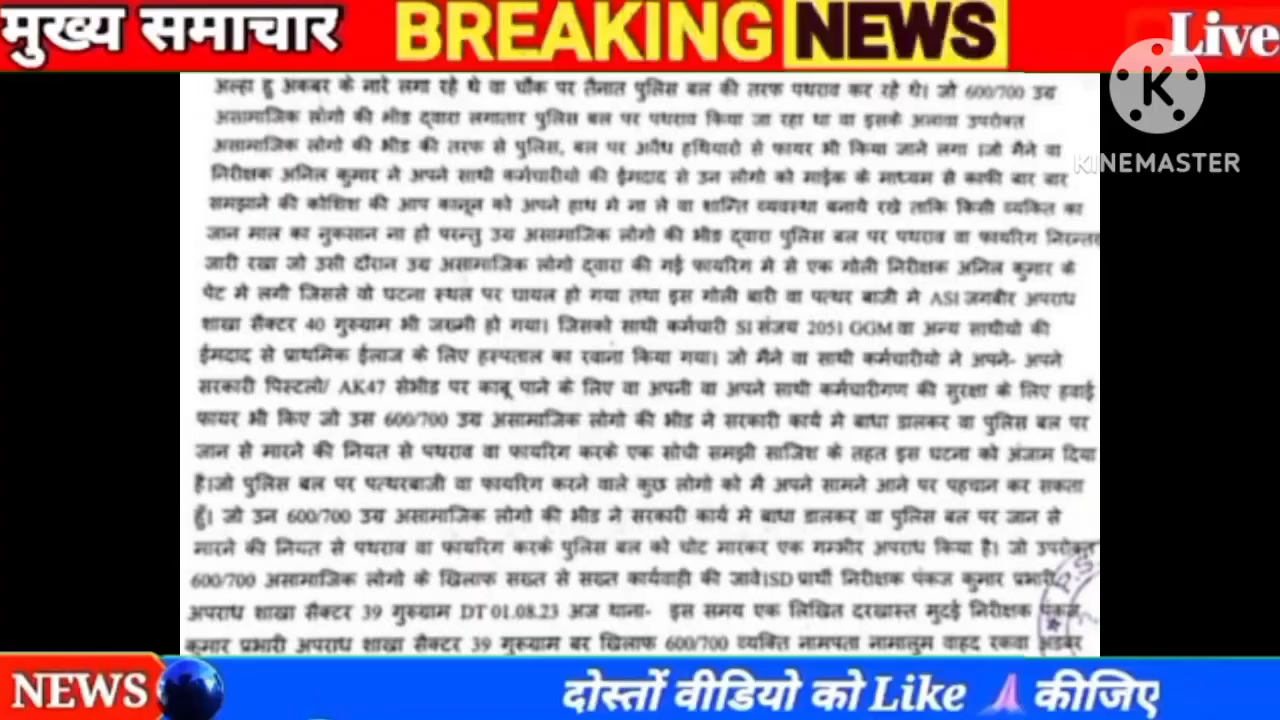 मुख्य समाचार
BREAKING NEWS
Live
K
KINEMASTER
अल्हा हू अकबर के नारे लगा रहे थे वा चौक पर तैनात पुलिस बल की तरफ पथराव कर रहे थे। जो 600/700 उग्र
असामाजिक लोगो की भीड द्वारा लगातार पुलिस बल पर पथराव किया जा रहा था वा इसके अलावा उपरोक्त
असामाजिक लोगो की भीड की तरफ से पुलिस, बल पर अवैध हथियारो से फायर भी किया जाने लगा ।जो मैने वा
निरीक्षक अनिल कुमार ने अपने साथी कर्मचारीयो की ईमदाद से उन लोगो को माईक के माध्यम से काफी बार बार
समझाने की कोशिश की आप कानून को अपने हाथ मे ना ले वा शान्ति व्यवस्था बनाये रखे ताकि किसी व्यकित का
जान माल का नुकसान ना हो परन्तु उग्र असामाजिक लोगो की भीड द्वारा पुलिस बल पर पथराव वा फायरिग निरन्तर
जारी रखा जो उसी दौरान उग्र असामाजिक लोगो द्वारा की गई फायरिग मे से एक गोली निरीक्षक अनिल कुमार के
पेट मे लगी जिससे वो घटना स्थल पर घायल हो गया तथा इस गोली बारी वा पत्थर बाजी मे ASI जगबीर अपराध
शाखा सैक्टर 40 गुरुग्राम भी जख्मी हो गया। जिसको साथी कर्मचारी SI संजय 2051 GGM वा अन्य साथीयो की
ईमदाद से प्राथमिक ईलाज के लिए हस्पताल का रवाना किया गया। जो मैने वा साथी कर्मचारीयो ने अपने- अपने
सरकारी पिस्टलो/ AK47 सेभीड पर काबू पाने के लिए वा अपनी वा अपने साथी कर्मचारीगण की सुरक्षा के लिए हवाई
फायर भी किए जो उस 600/700 उग्र असामाजिक लोगो की भीड ने सरकारी कार्य मे बाधा डालकर वा पुलिस बल पर
जान से मारने की नियत से पथराव वा फायरिग करके एक सोची समझी साजिश के तहत इस घटना को अंजाम दिया
है।जो पुलिस बल पर पत्थरबाजी वा फायरिग करने वाले कुछ लोगो को मै अपने सामने आने पर पहचान कर सकता
हूँ। जो उन 600/700 उग्र असामाजिक लोगो की भीड ने सरकारी कार्य मे बाधा डालकर वा पुलिस बल पर जान से
मारने की नियत से पथराव वा फायरिग करके पुलिस बल को चोट मारकर एक गम्भीर अपराध किया है। जो उपरोक्त
600/700 असामाजिक लोगो के खिलाफ सख्त से सख्त कार्यवाही की जावे।SD प्रार्थी निरीक्षक पंकज कुमार प्रभारी
अपराध शाखा सैक्टर 39 गुरुग्राम DT 01.08.23 अज थाना- इस समय एक लिखित दरखास्त मुदई निरीक्षक पंकज
कुमार प्रभारी अपराध शाखा सैक्टर 39 गुरुग्राम बर खिलाफ 600/700 व्यक्ति नामपता नामालुम वाहद रकवा
P.S.
NEWS
दोस्तों वीडियो को Like कीजिए